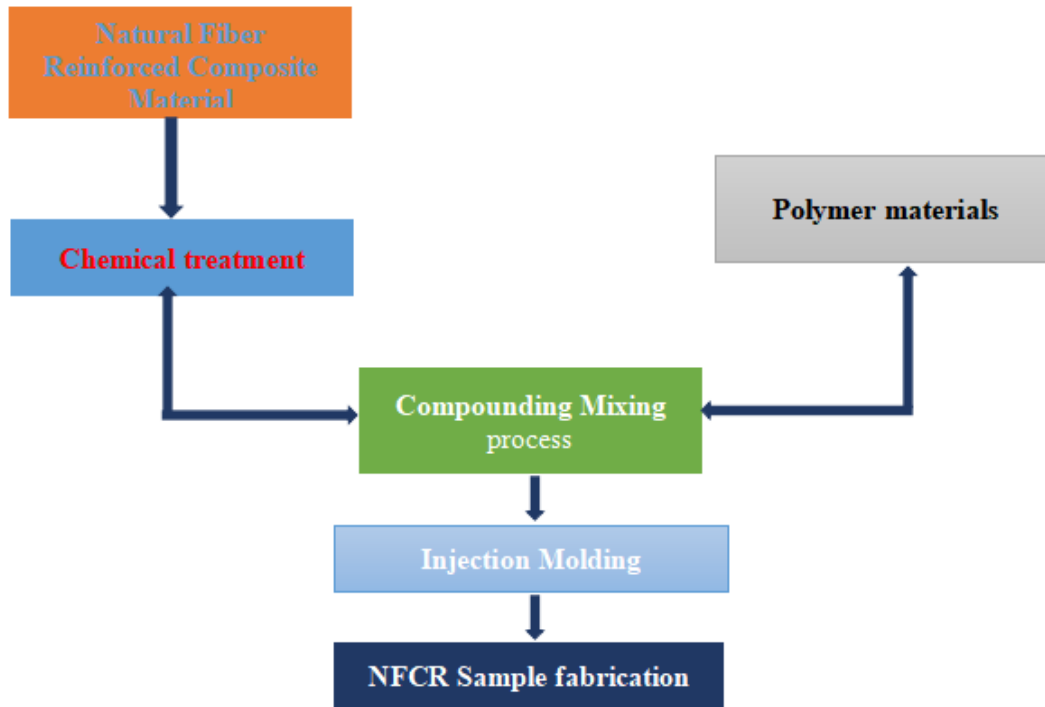 Natural Fiber
Reinforced Composite
Material
Polymer materials
Chemical treatment
Compounding Mixing
process
Injection Molding
NFCR Sample fabrication